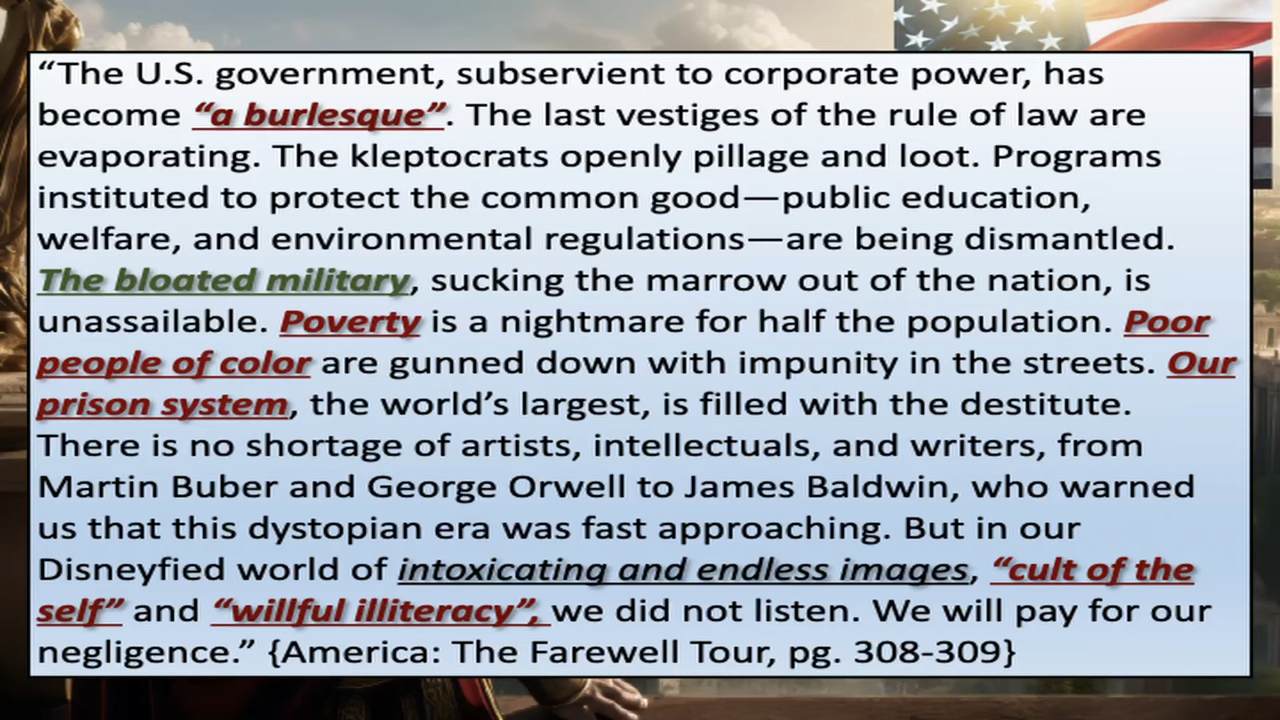 “The U.S. government, subservient to corporate power, has
become “a burlesque”. The last vestiges of the rule of law are
evaporating. The kleptocrats openly pillage and loot. Programs
instituted to protect the common good—public education,
welfare, and environmental regulations—are being dismantled.
The bloated military, sucking the marrow out of the nation, is
unassailable. Poverty is a nightmare for half the population. Poor
people of color are gunned down with impunity in the streets. Our
prison system, the world’s largest, is filled with the destitute.
There is no shortage of artists, intellectuals, and writers, from
Martin Buber and George Orwell to James Baldwin, who warned
us that this dystopian era was fast approaching. But in our
Disneyfied world of intoxicating and endless images, “cult of the
self” and “willful illiteracy”, we did not listen. We will pay for our
negligence.” {America: The Farewell Tour, pg. 308-309}